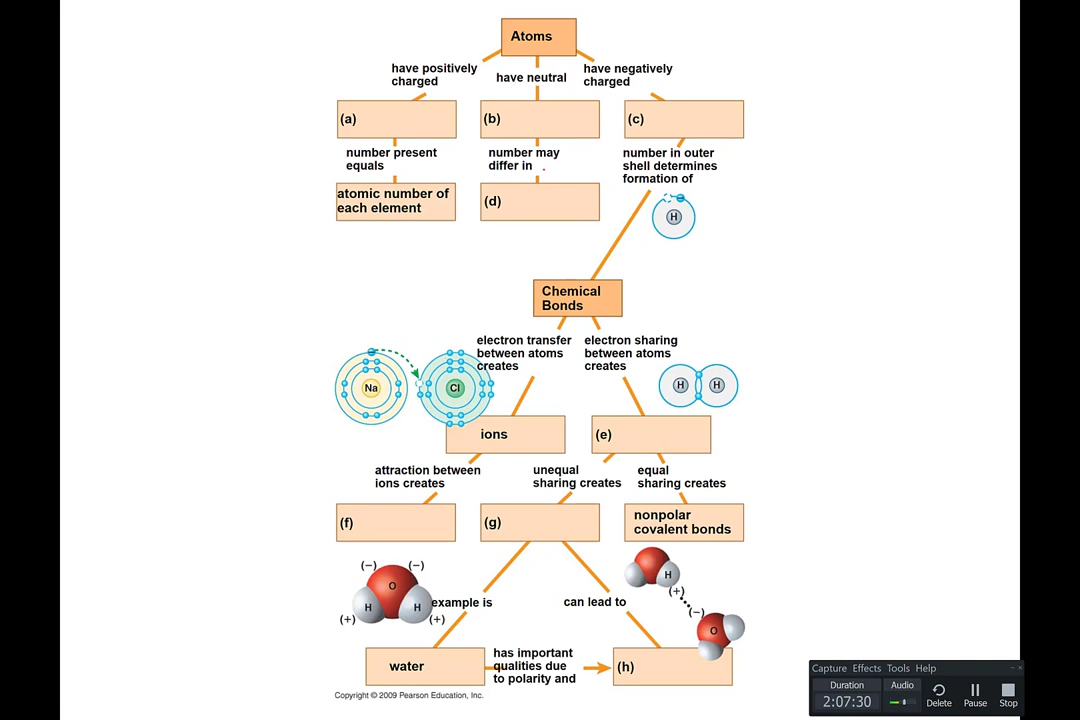 Atoms
have positively
charged
have neutral
have negatively
charged
(a)
(b)
(c)
number present
equals
number may
differ in
number in outer
shell determines
formation of
atomic number of
each element
(d)
H
Chemical
Bonds
electron transfer
between atoms
creates
electron sharing
between atoms
creates
Na
Cl
H
H
ions
(e)
attraction between
ions creates
unequal
sharing creates
equal
sharing creates
(f)
(g)
nonpolar
covalent bonds
(−)
(−)
O
H
H
(+)
(+)
example is
can lead to
H
(+)
(−)
O
water
has important
qualities due
to polarity and
(h)
Copyright © 2009 Pearson Education, Inc.
Capture Effects Tools Help
Duration
Audio
2:07:30
Delete
Pause
Stop